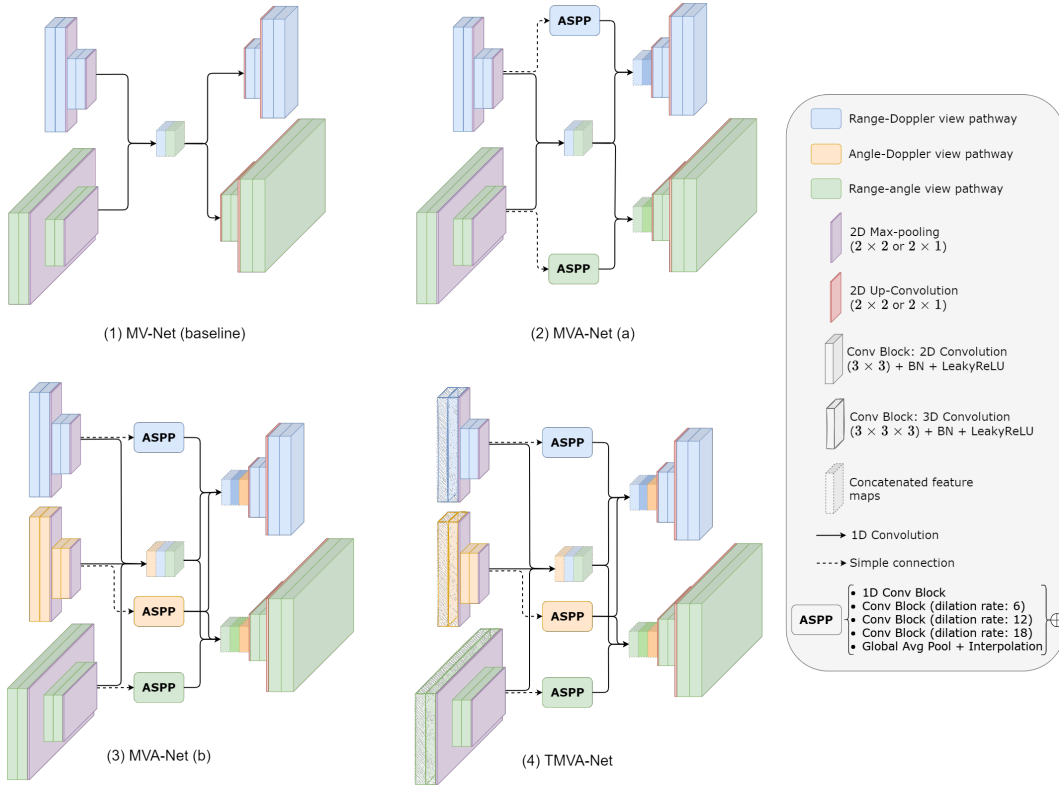 ASPP
ASPP
(1) MV-Net (baseline)
(2) MVA-Net (a)
ASPP
ASPP
ASPP
(3) MVA-Net (b)
ASPP
ASPP
ASPP
(4) TMVA-Net
Range-Doppler view pathway
Angle-Doppler view pathway
Range-angle view pathway
2D Max-pooling
(2 × 2 or 2 × 1)
2D Up-Convolution
(2 × 2 or 2 × 1)
Conv Block: 2D Convolution
(3 × 3) + BN + LeakyReLU
Conv Block: 3D Convolution
(3 × 3 × 3) + BN + LeakyReLU
Concatenated feature
maps
1D Convolution
Simple connection
ASPP
• 1D Conv Block
• Conv Block (dilation rate: 6)
• Conv Block (dilation rate: 12)
• Conv Block (dilation rate: 18)
• Global Avg Pool + Interpolation